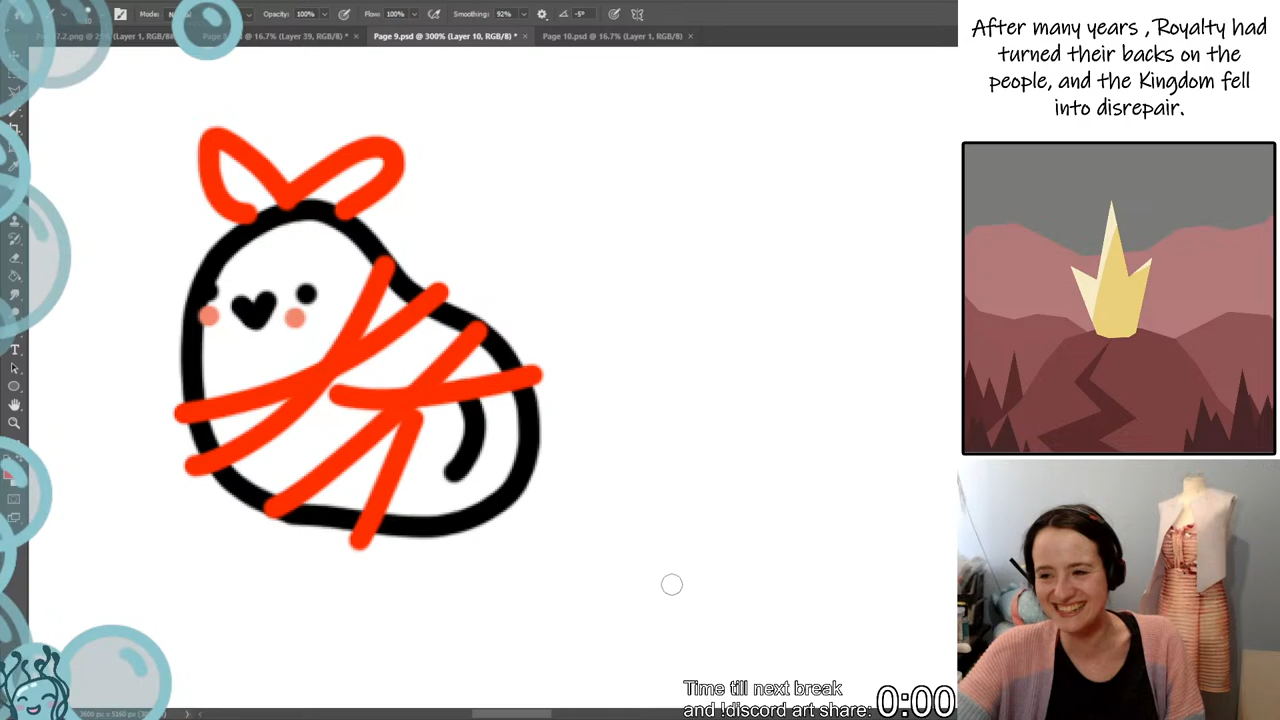 Mode:
Opacity: 100%
Flow: 100%
Smoothing: 92%
-5°
Page 9.psd @ 300% (Layer 10, RGB/8) *
Page 10.psd @ 16.7% (Layer 1, RGB/8)
After many years , Royalty had
turned their backs on the
people, and the Kingdom fell
into disrepair.
Time till next break
and !discord art share:
0:00